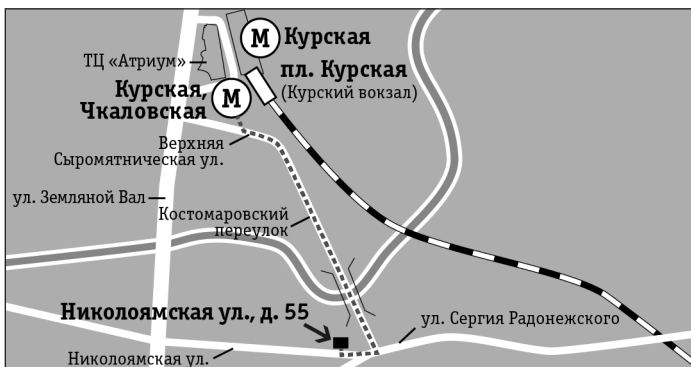 М Курская
ТЦ «Атриум»
пл. Курская
(Курский вокзал)
Курская,
Чкаловская
М
Верхняя
Сыромятническая ул.
ул. Земляной Вал
Костомаровский
переулок
Николоямская ул., д. 55
ул. Сергия Радонежского
Николоямская ул.